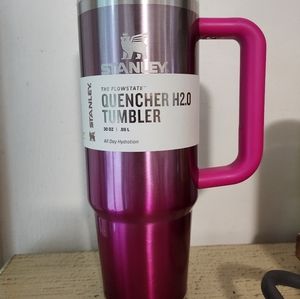 STANLEY
THE FLOWSTATE™
QUENCHER H2.0
TUMBLER
30 OZ | .88 L
All Day Hydration
STANLEY